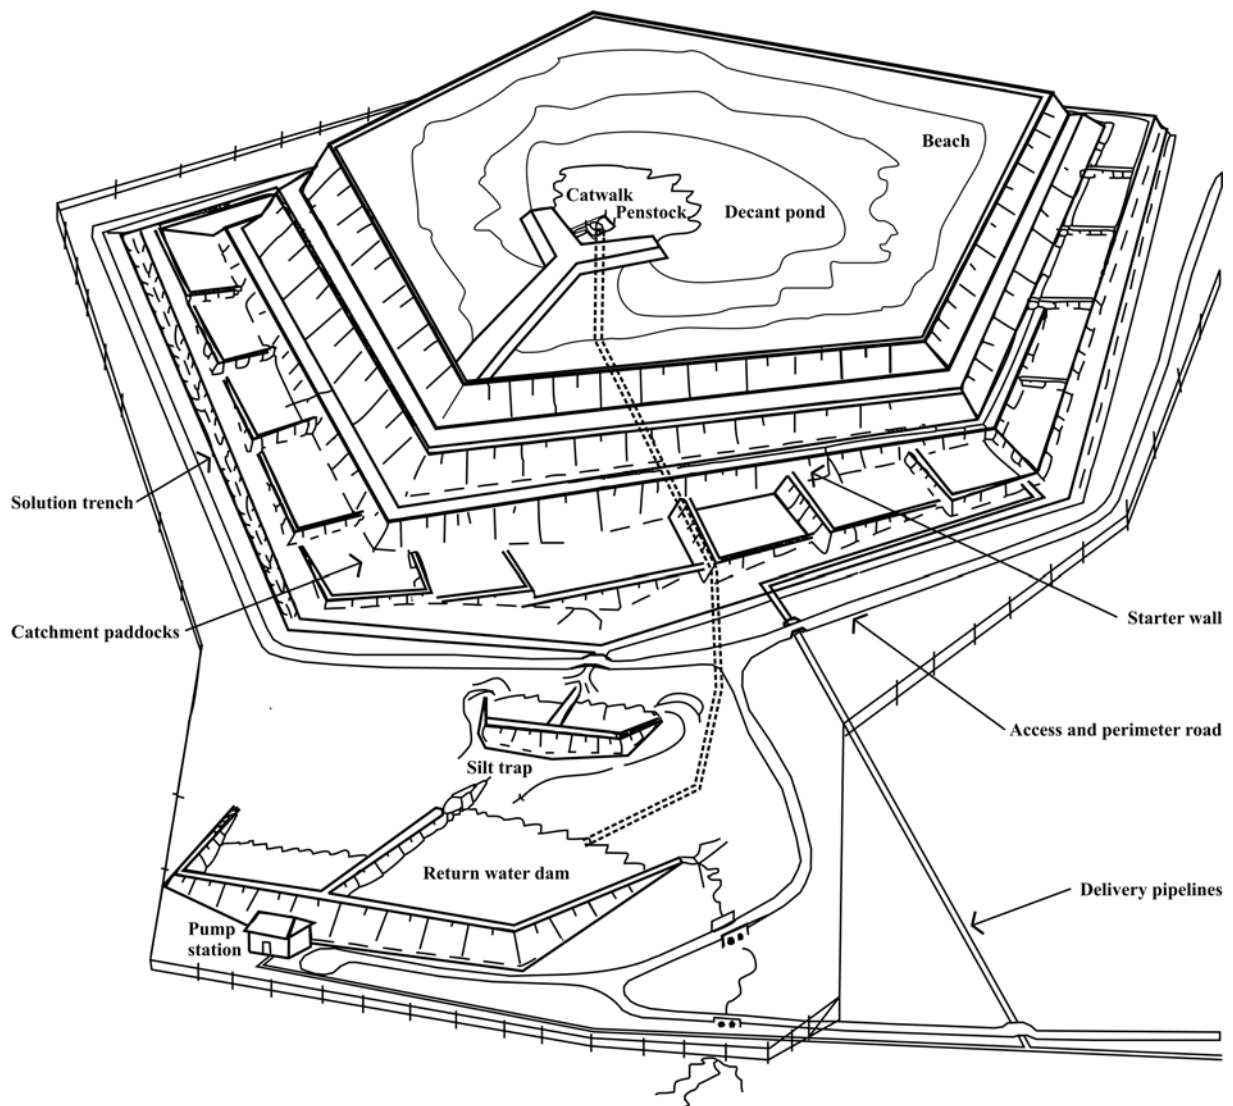 Beach
Catwalk
Penstock
Decant pond
Solution trench
Catchment paddocks
Starter wall
Access and perimeter road
Silt trap
Return water dam
Delivery pipelines
Pump
station